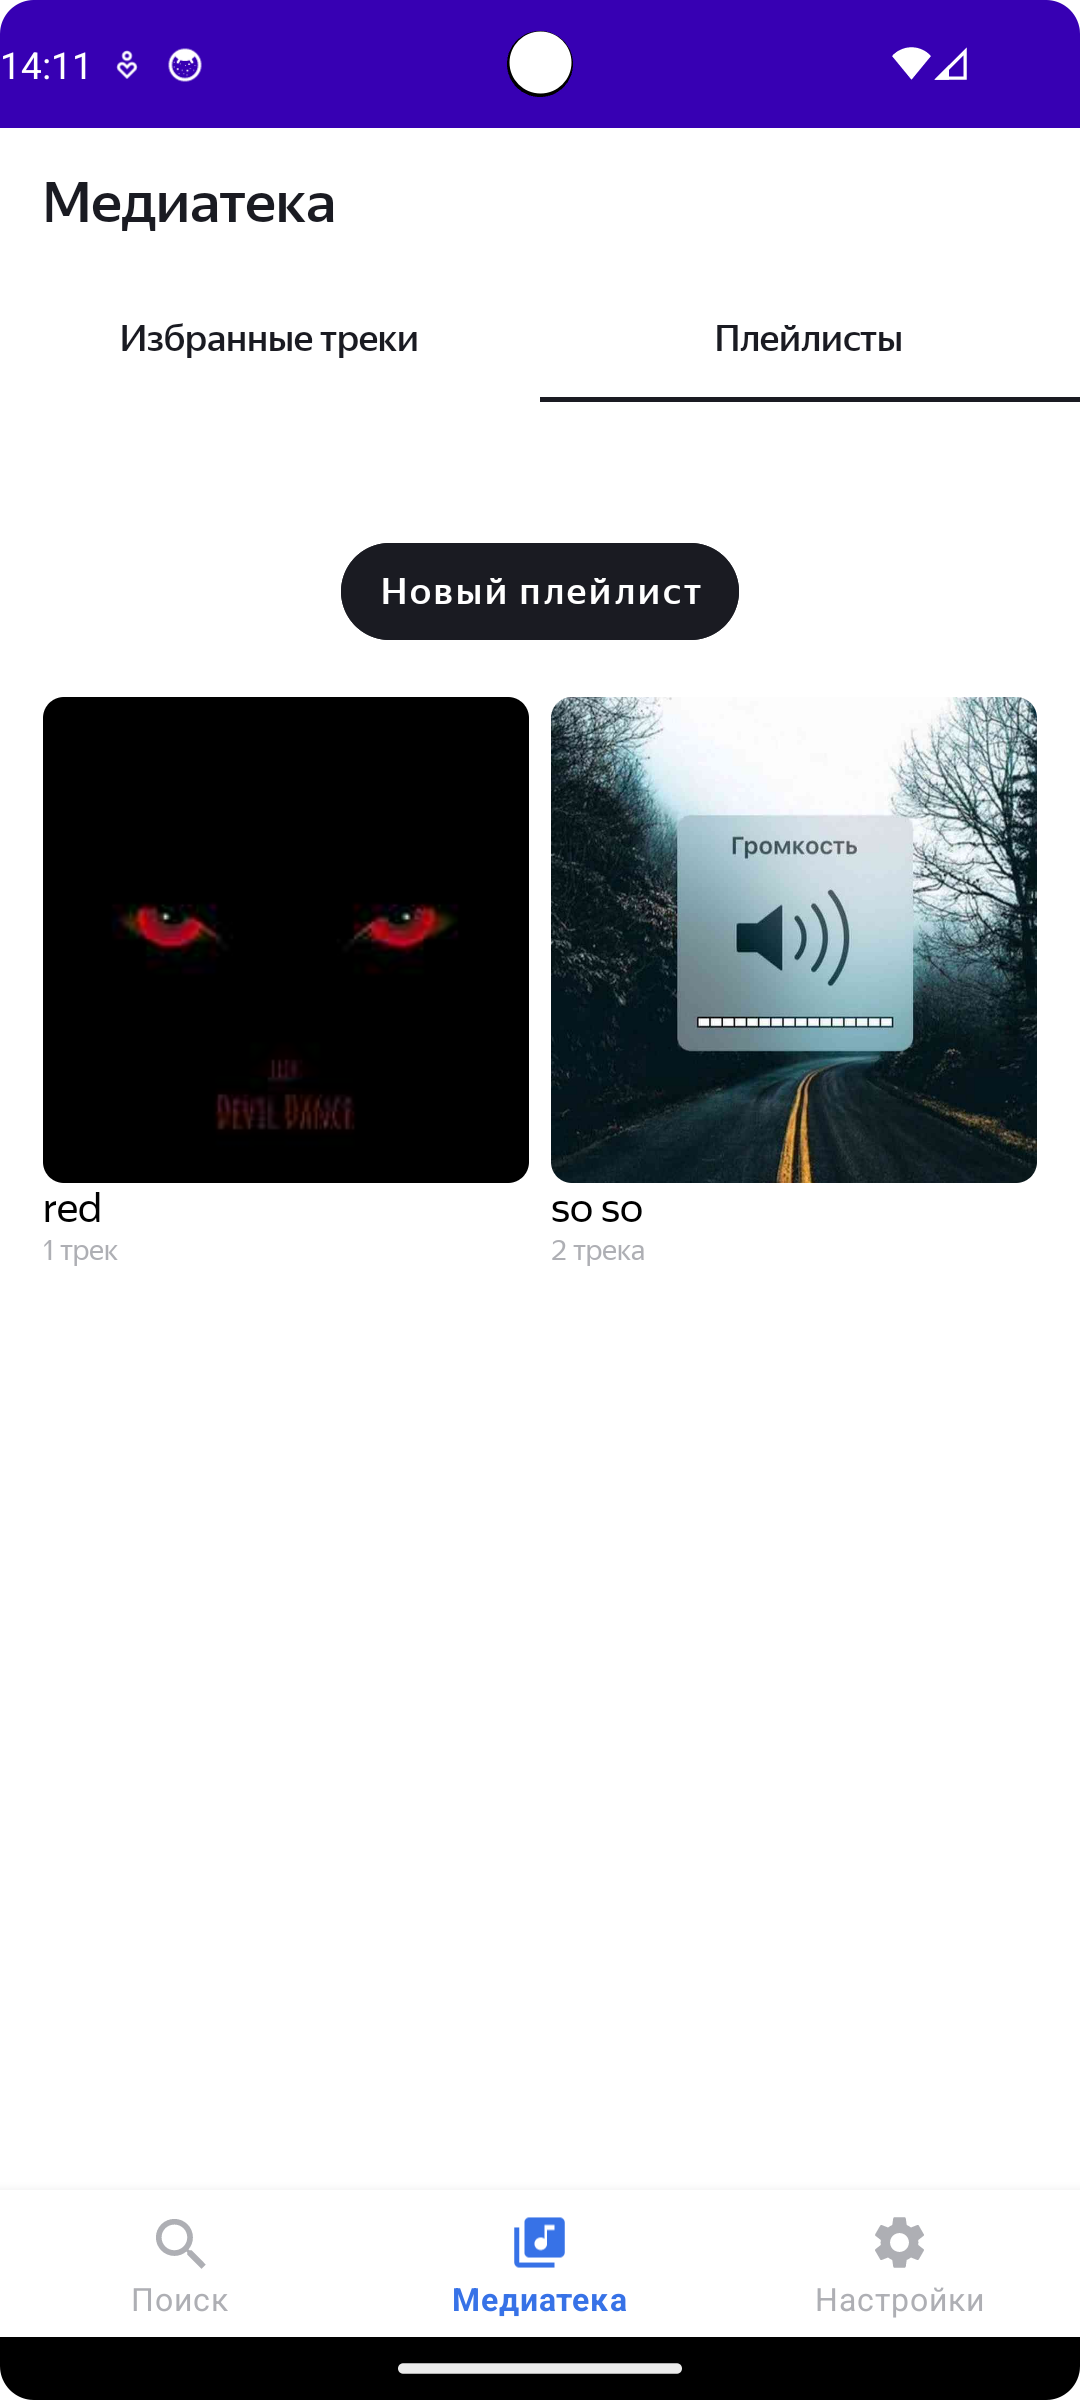 14:11
Медиатека
Избранные треки
Плейлисты
Новый плейлист
Громкость
DEVIL DANCE
red
1 трек
so so
2 трека
Поиск
Медиатека
Настройки